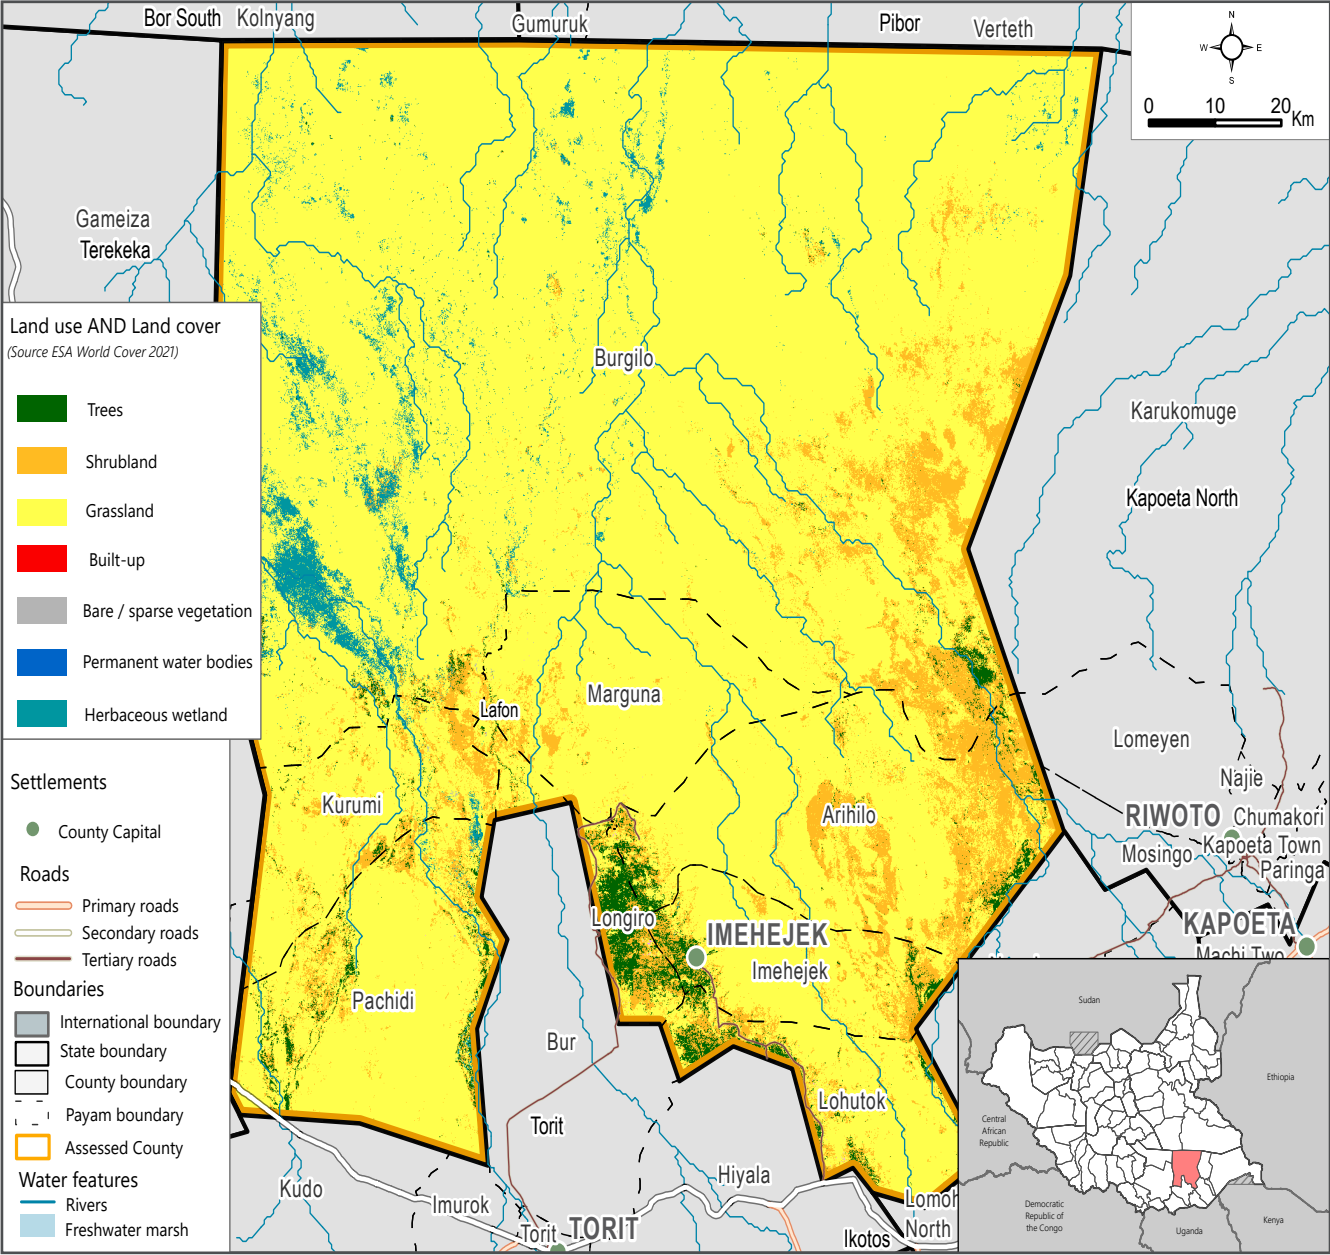 Bor South
Kolnyang
Gumuruk
Pibor
Verteth
N
W
E
S
0 10 20
Km
Gameiza
Terekeka
Land use AND Land cover
(Source ESA World Cover 2021)
Trees
Shrubland
Grassland
Built-up
Bare / sparse vegetation
Permanent water bodies
Herbaceous wetland
Settlements
County Capital
Roads
Primary roads
Secondary roads
Tertiary roads
Boundaries
International boundary
State boundary
County boundary
Payam boundary
Assessed County
Water features
Rivers
Freshwater marsh
Burgilo
Karukomuge
Kapoeta North
Marguna
Lafon
Lomeyen
Najie
Kurumi
Arihilo
RIWOTO
Chumakori
Mosingo
Kapoeta Town
Paringa
Longiro
IMEHEJEK
KAPOETA
Machi Two
Imehejek
Pachidi
Bur
Lohutok
Torit
Hiyala
Kudo
Imurok
Torit
TORIT
Ikotos
Lomoh
North
Sudan
Ethiopia
Central
African
Republic
Democratic
Republic of
the Congo
Uganda
Kenya